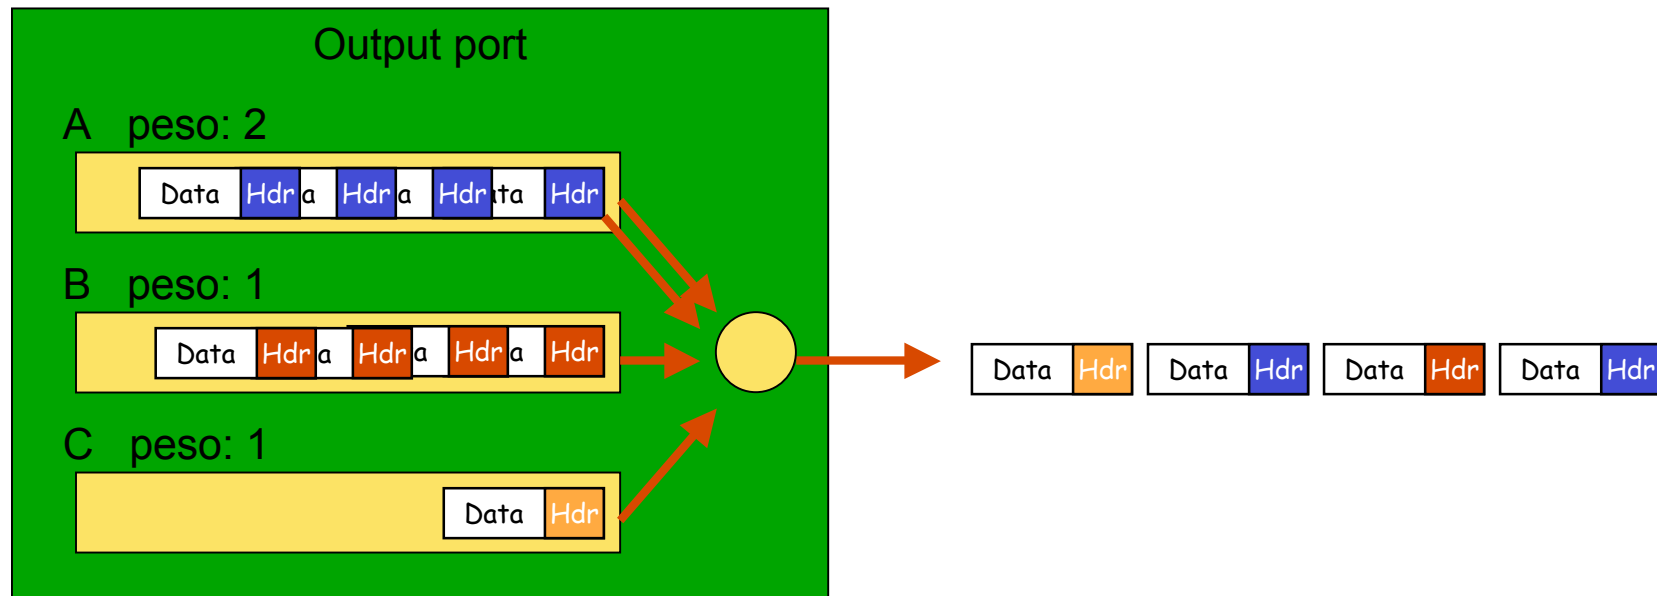 Output port
A peso: 2
Data Hdr a Hdr a Hdr ta Hdr
B peso: 1
Data Hdr a Hdr a Hdr a Hdr
Data Hdr Data Hdr Data Hdr Data Hdr
C peso: 1
Data Hdr